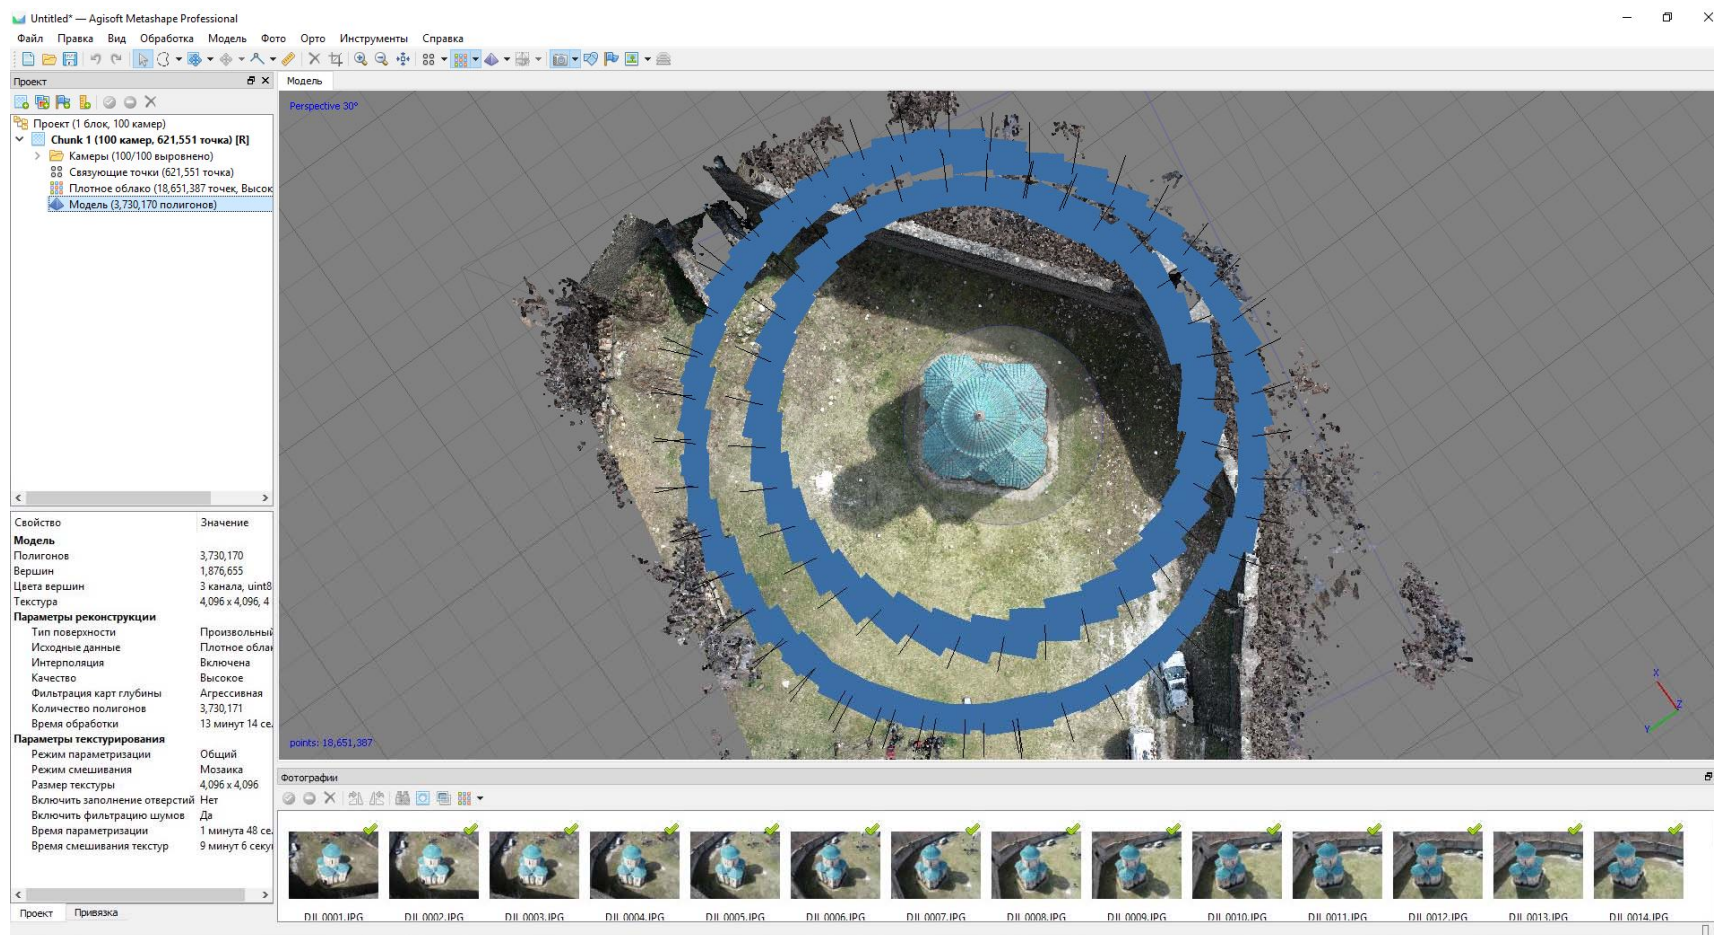 Untitled* — Agisoft Metashape Professional
Файл Правка Вид Обработка Модель Фото Орто Инструменты Справка
Проект
Модель
Perspective 30°
Проект (1 блок, 100 камер)
Chunk 1 (100 камер, 621,551 точка) [R]
Камеры (100/100 выровнено)
Связующие точки (621,551 точка)
Плотное облако (18,651,387 точек, Высок
Модель (3,730,170 полигонов)
Свойство Значение
Модель
Полигонов 3,730,170
Вершин 1,876,655
Цвета вершин 3 канала, uint8
Текстура 4,096 x 4,096, 4
Параметры реконструкции
Тип поверхности Произвольный
Исходные данные Плотное облак
Интерполяция Включена
Качество Высокое
Фильтрация карт глубины Агрессивная
Количество полигонов 3,730,171
Время обработки 13 минут 14 се.
Параметры текстурирования
Режим параметризации Общий
Режим смешивания Мозаика
Размер текстуры 4,096 x 4,096
Включить заполнение отверстий Нет
Включить фильтрацию шумов Да
Время параметризации 1 минута 48 се.
Время смешивания текстур 9 минут 6 секу
Проект Привязка
points: 18,651,387
X
Z
Y
Фотографии
DJI_0001.JPG DJI_0002.JPG DJI_0003.JPG DJI_0004.JPG DJI_0005.JPG DJI_0006.JPG DJI_0007.JPG DJI_0008.JPG DJI_0009.JPG DJI_0010.JPG DJI_0011.JPG DJI_0012.JPG DJI_0013.JPG DJI_0014.JPG